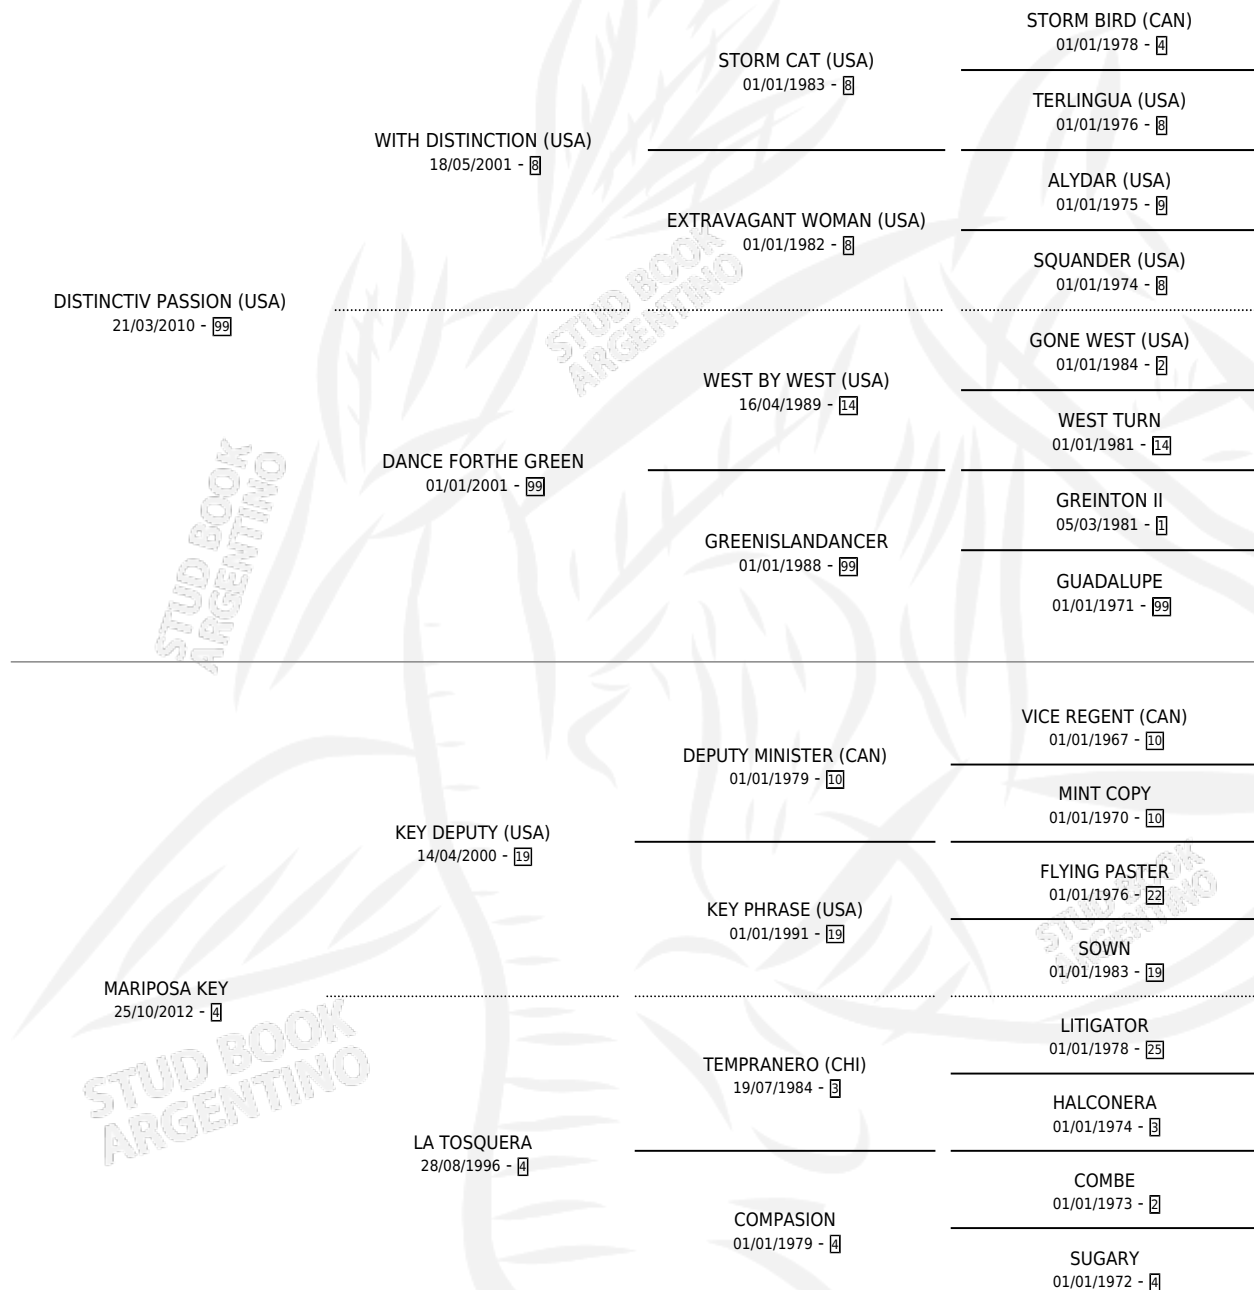 STORM BIRD (CAN)
01/01/1978 - 4
STORM CAT (USA)
01/01/1983 - 8
TERLINGUA (USA)
01/01/1976 - 8
WITH DISTINCTION (USA)
18/05/2001 - 8
ALYDAR (USA)
01/01/1975 - 9
EXTRAVAGANT WOMAN (USA)
01/01/1982 - 8
SQUANDER (USA)
01/01/1974 - 8
DISTINCTIV PASSION (USA)
21/03/2010 - 99
GONE WEST (USA)
01/01/1984 - 2
WEST BY WEST (USA)
16/04/1989 - 14
WEST TURN
01/01/1981 - 14
DANCE FORTHE GREEN
01/01/2001 - 99
GREINTON II
05/03/1981 - 1
GREENISLANDANCER
01/01/1988 - 99
GUADALUPE
01/01/1971 - 99
STUD BOOK
ARGENTINO
STUD BOOK
ARGENTINO
VICE REGENT (CAN)
01/01/1967 - 10
DEPUTY MINISTER (CAN)
01/01/1979 - 10
MINT COPY
01/01/1970 - 10
KEY DEPUTY (USA)
14/04/2000 - 19
FLYING PASTER
01/01/1976 - 22
KEY PHRASE (USA)
01/01/1991 - 19
SOWN
01/01/1983 - 19
STUD BOOK
ARGENTINO
MARIPOSA KEY
25/10/2012 - 4
LITIGATOR
01/01/1978 - 25
TEMPRANERO (CHI)
19/07/1984 - 3
HALCONERA
01/01/1974 - 3
LA TOSQUERA
28/08/1996 - 4
COMBE
01/01/1973 - 2
COMPASION
01/01/1979 - 4
SUGARY
01/01/1972 - 4
STUD BOOK
ARGENTINO